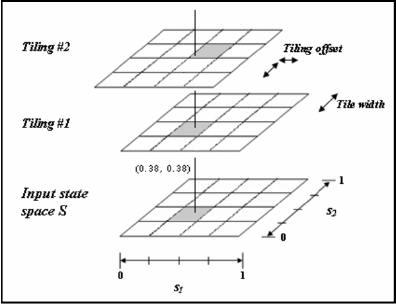 Tiling #2
Tiling offset
Tiling #1
Tile width
(0.38, 0.38)
Input state
space S
1
s2
0
0
1
s1